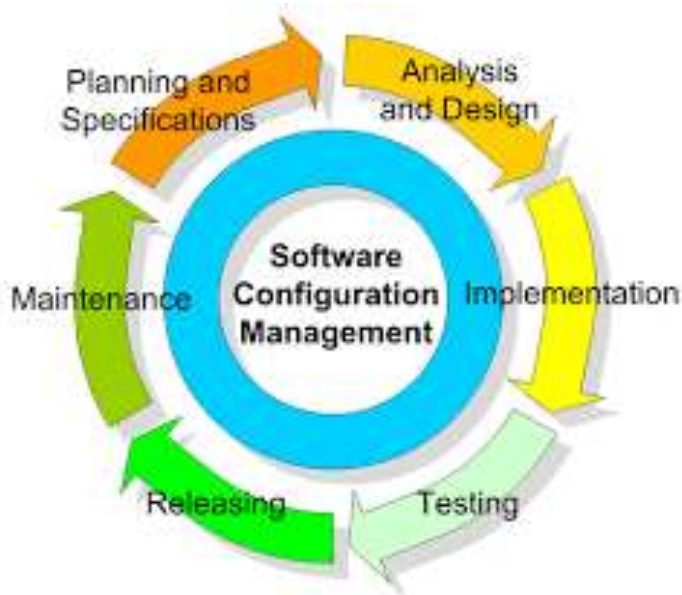 Planning and
Specifications
Analysis
and Design
Software
Configuration
Management
Implementation
Maintenance
Testing
Releasing